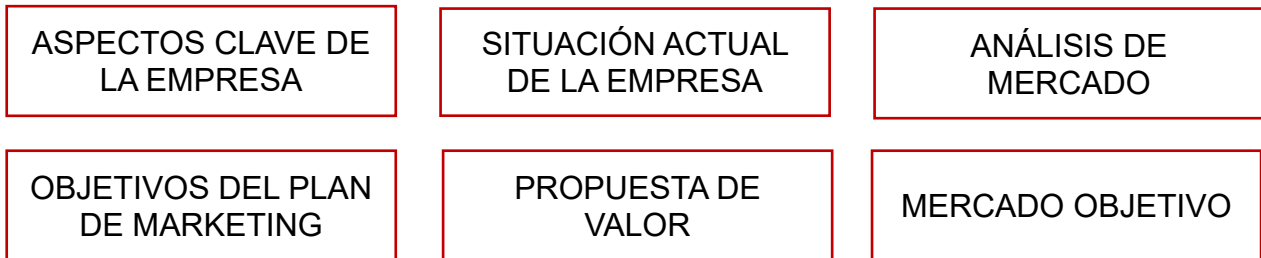 ASPECTOS CLAVE DE
LA EMPRESA
SITUACIÓN ACTUAL
DE LA EMPRESA
ANÁLISIS DE
MERCADO
OBJETIVOS DEL PLAN
DE MARKETING
PROPUESTA DE
VALOR
MERCADO OBJETIVO